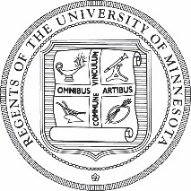 REGENTS OF THE UNIVERSITY OF MINNESOTA
OMNIBUS ARTIBUS
COMMUNE VINCULUM